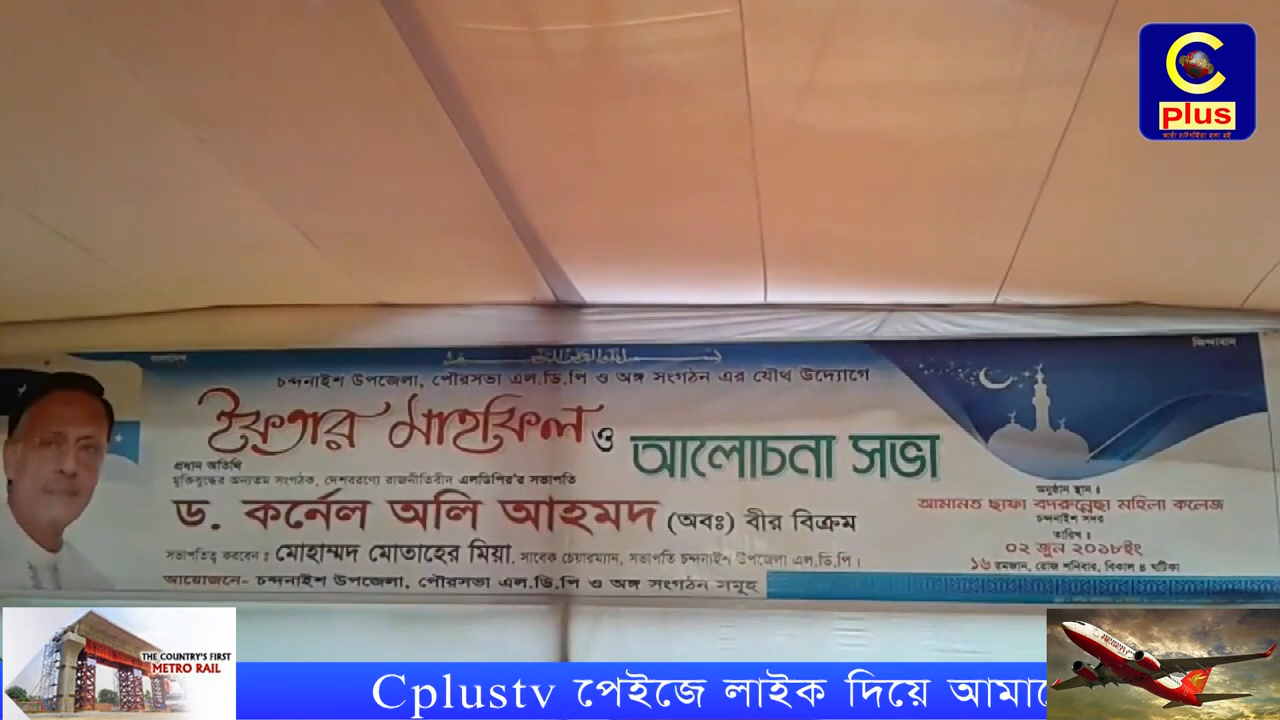 C
plus
বাংলাদেশ
জিন্দাবাদ
চন্দনাইশ উপজেলা, পৌরসভা এল.ডি.পি ও অঙ্গ সংগঠন এর যৌথ উদ্যোগে
ইফতার মাহফিল ও আলোচনা সভা
প্রধান অতিথি
মুক্তিযুদ্ধের অন্যতম সংগঠক, দেশবরণ্যে রাজনীতিবীদ এলডিপির'র সভাপতি
ড. কর্নেল অলি আহমদ (অবঃ) বীর বিক্রম
সভাপতিত্ব করবেন : মোহাম্মদ মোতাহের মিয়া, সাবেক চেয়ারম্যান, সভাপতি চন্দনাইশ উপজেলা এল.ডি.পি।
আয়োজনে- চন্দনাইশ উপজেলা, পৌরসভা এল.ডি.পি ও অঙ্গ সংগঠন সমূহ
অনুষ্ঠান স্থান :
আমানত ছাফা বদরুন্নেছা মহিলা কলেজ
চন্দনাইশ সদর
তারিখ :
০২ জুন ২০১৮ইং
১৬ রমজান, রোজ শনিবার, বিকাল ৪ ঘটিকা
THE COUNTRY'S FIRST
METRO RAIL
Cplustv পেইজে লাইক দিয়ে